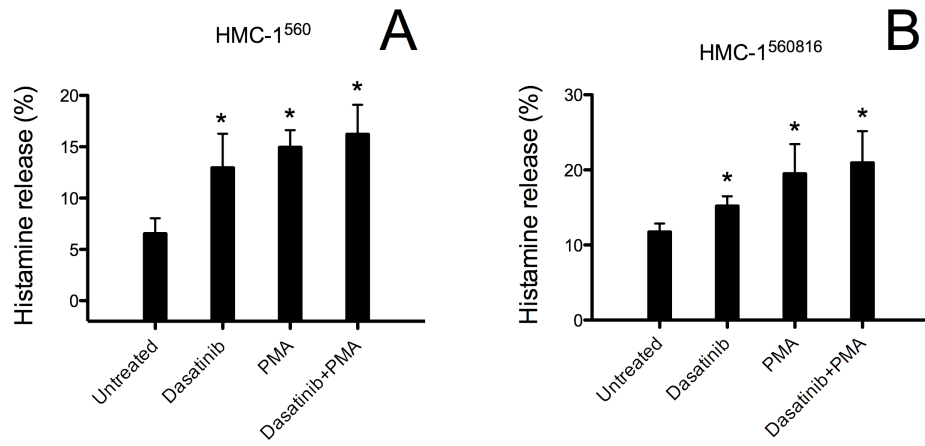 HMC-1⁵⁶⁰
A
Histamine release (%)
20
15
10
5
0
*
*
*
Untreated
Dasatinib
PMA
Dasatinib+PMA
HMC-1⁵⁶⁰⁸¹⁶
B
Histamine release (%)
30
20
10
0
*
*
*
Untreated
Dasatinib
PMA
Dasatinib+PMA